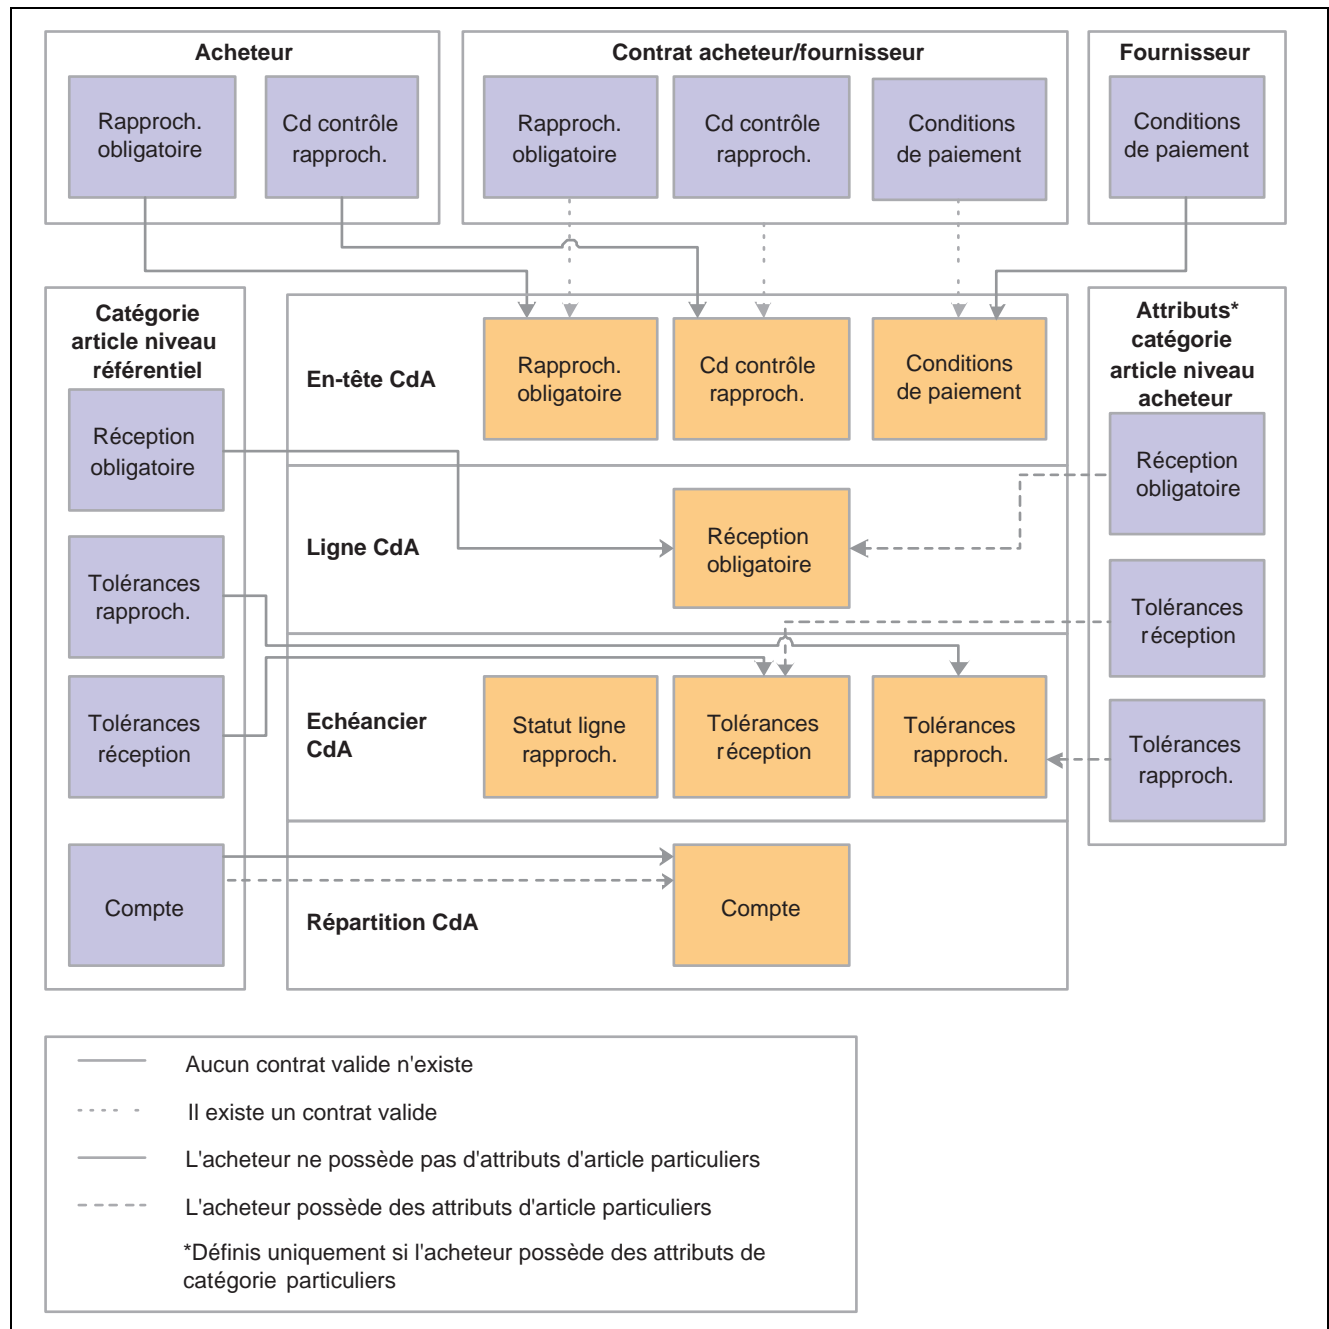 Acheteur
Rapproch.
obligatoire
Cd contrôle
rapproch.
Contrat acheteur/fournisseur
Rapproch.
obligatoire
Cd contrôle
rapproch.
Conditions
de paiement
Fournisseur
Conditions
de paiement
Catégorie
article niveau
référentiel
Réception
obligatoire
Tolérances
rapproch.
Tolérances
réception
Compte
En-tête CdA
Rapproch.
obligatoire
Cd contrôle
rapproch.
Conditions
de paiement
Ligne CdA
Réception
obligatoire
Echéancier
CdA
Statut ligne
rapproch.
Tolérances
réception
Tolérances
rapproch.
Répartition CdA
Compte
Attributs*
catégorie
article niveau
acheteur
Réception
obligatoire
Tolérances
réception
Tolérances
rapproch.
Aucun contrat valide n'existe
Il existe un contrat valide
L'acheteur ne possède pas d'attributs d'article particuliers
L'acheteur possède des attributs d'article particuliers
*Définis uniquement si l'acheteur possède des attributs de
catégorie particuliers